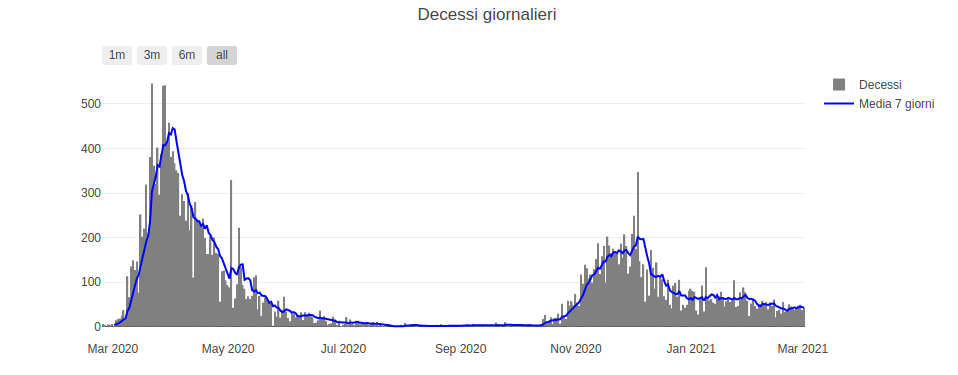 Decessi giornalieri
1m 3m 6m all
Decessi
Media 7 giorni
500
400
300
200
100
0
Mar 2020 May 2020 Jul 2020 Sep 2020 Nov 2020 Jan 2021 Mar 2021